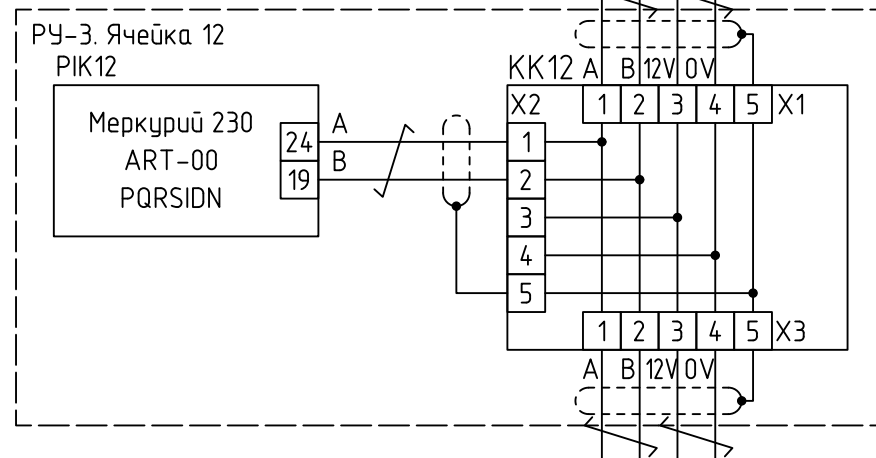 РУ-3. Ячейка 12
PIK12
Меркурий 230
ART-00
PQRSIDN
24 A
19 B
KK12 A B 12V 0V
X2 1 2 3 4 5 X1
1
2
3
4
5
1 2 3 4 5 X3
A B 12V 0V